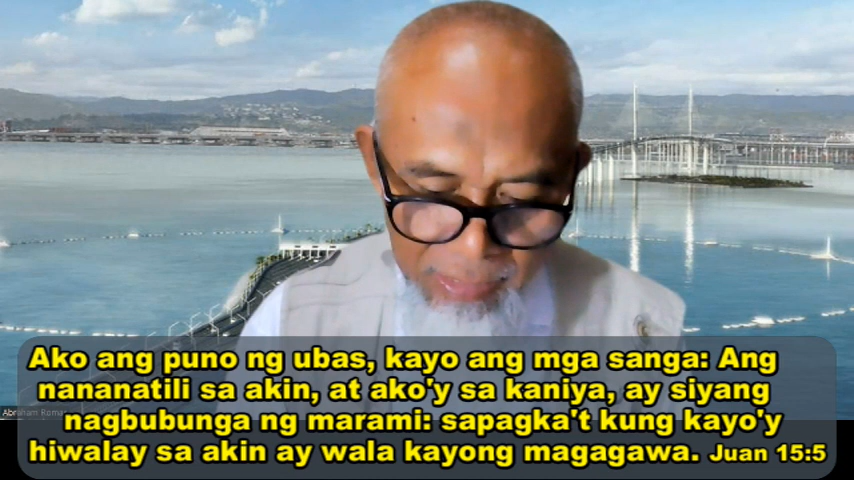 Ako ang puno ng ubas, kayo ang mga sanga: Ang
nananatili sa akin, at ako'y sa kaniya, ay siyang
nagbubunga ng marami: sapagka't kung kayo'y
hiwalay sa akin ay wala kayong magagawa. Juan 15:5
Abraham